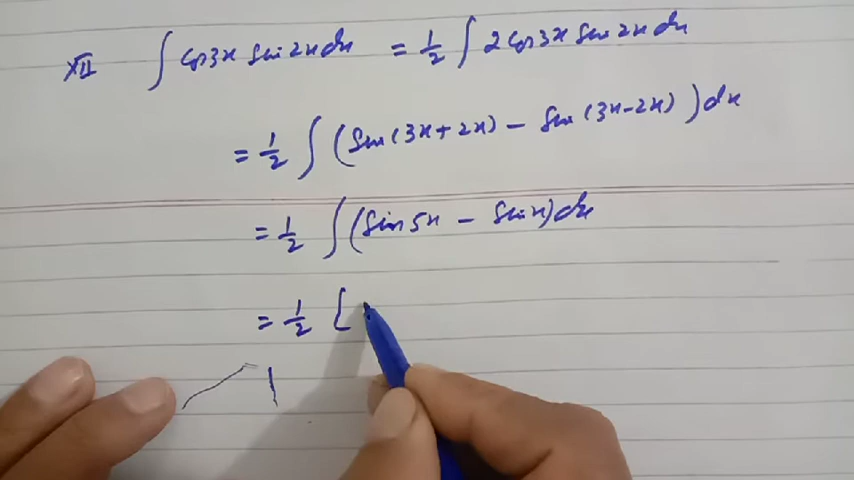 XII ∫ cos3x sin2x dx = 1/2 ∫ 2 cos3x sin2x dx
= 1/2 ∫ (sin(3x+2x) - sin(3x-2x)) dx
= 1/2 ∫ (sin5x - sinx) dx
= 1/2 [